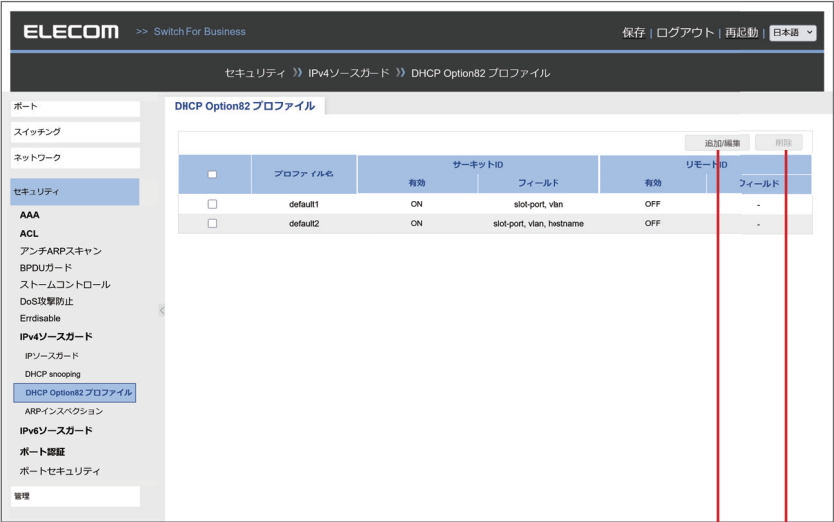 ELECOM >> Switch For Business 保存 | ログアウト | 再起動 | 日本語
セキュリティ 》 IPv4ソースガード 》 DHCP Option82 プロファイル
ポート
スイッチング
ネットワーク
セキュリティ
AAA
ACL
アンチARPスキャン
BPDUガード
ストームコントロール
DoS攻撃防止
Errdisable
IPv4ソースガード
IPソースガード
DHCP snooping
DHCP Option82 プロファイル
ARPインスペクション
IPv6ソースガード
ポート認証
ポートセキュリティ
管理
DHCP Option82 プロファイル
追加/編集 削除
プロファイル名 サーキットID リモートID
有効 フィールド 有効 フィールド
default1 ON slot-port, vlan OFF -
default2 ON slot-port, vlan, hostname OFF -